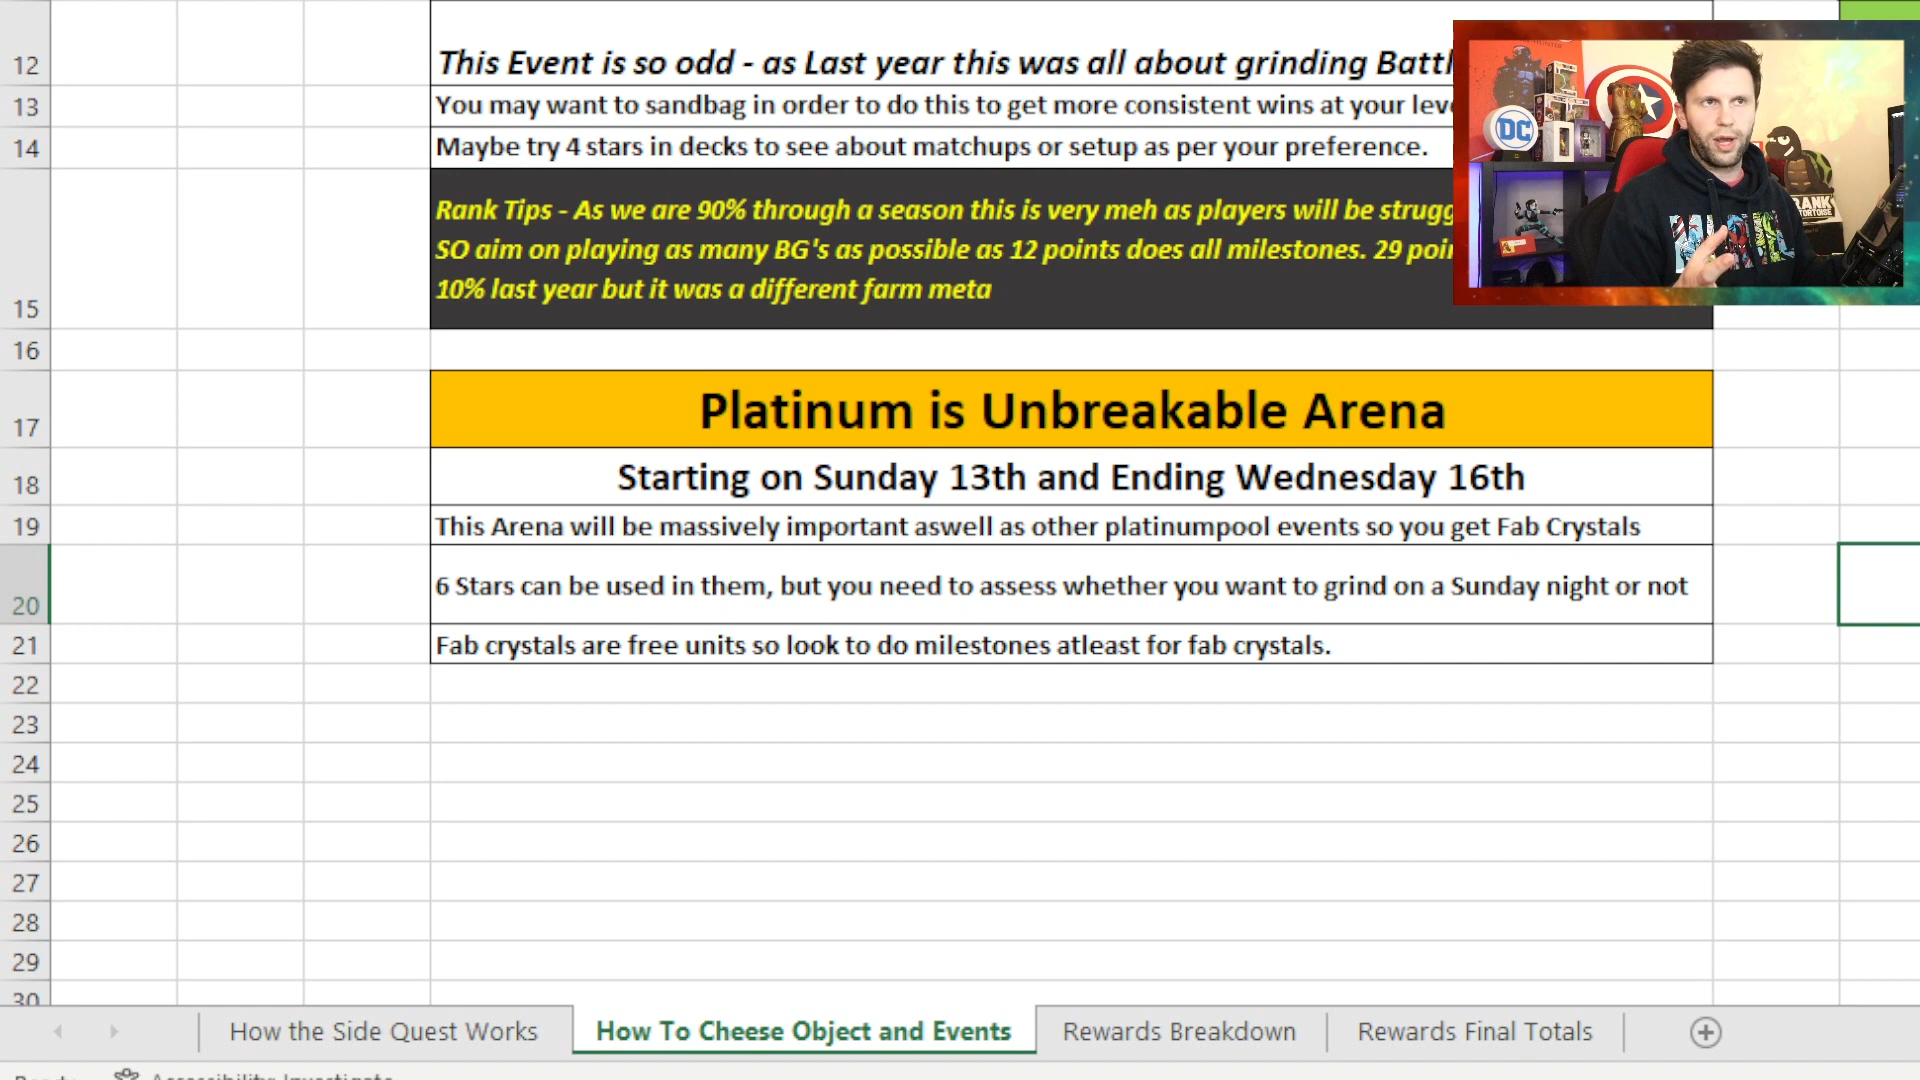 12 This Event is so odd - as Last year this was all about grinding
13 You may want to sandbag in order to do this to get more consistent wins at your
14 Maybe try 4 stars in decks to see about matchups or setup as per your preference.
Rank Tips - As we are 90% through a season this is very meh as players will be
SO aim on playing as many BG's as possible as 12 points does all milestones. 29
15 10% last year but it was a different farm meta
16
17 Platinum is Unbreakable Arena
18 Starting on Sunday 13th and Ending Wednesday 16th
19 This Arena will be massively important aswell as other platinumpool events so you get Fab Crystals
20 6 Stars can be used in them, but you need to assess whether you want to grind on a Sunday night or not
21 Fab crystals are free units so look to do milestones atleast for fab crystals.
22
23
24
25
26
27
28
29
30
How the Side Quest Works How To Cheese Object and Events Rewards Breakdown Rewards Final Totals
DC